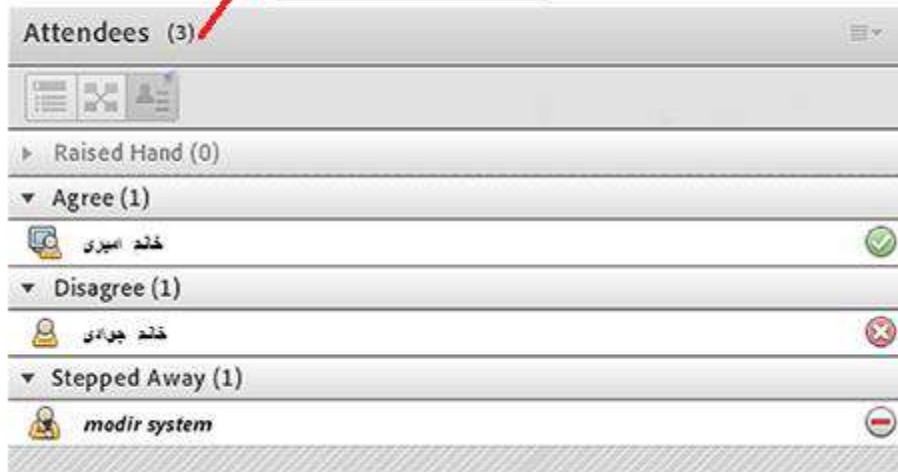 Attendees (3)
Raised Hand (0)
Agree (1)
خانم امیری
Disagree (1)
خانم جوادی
Stepped Away (1)
modir system